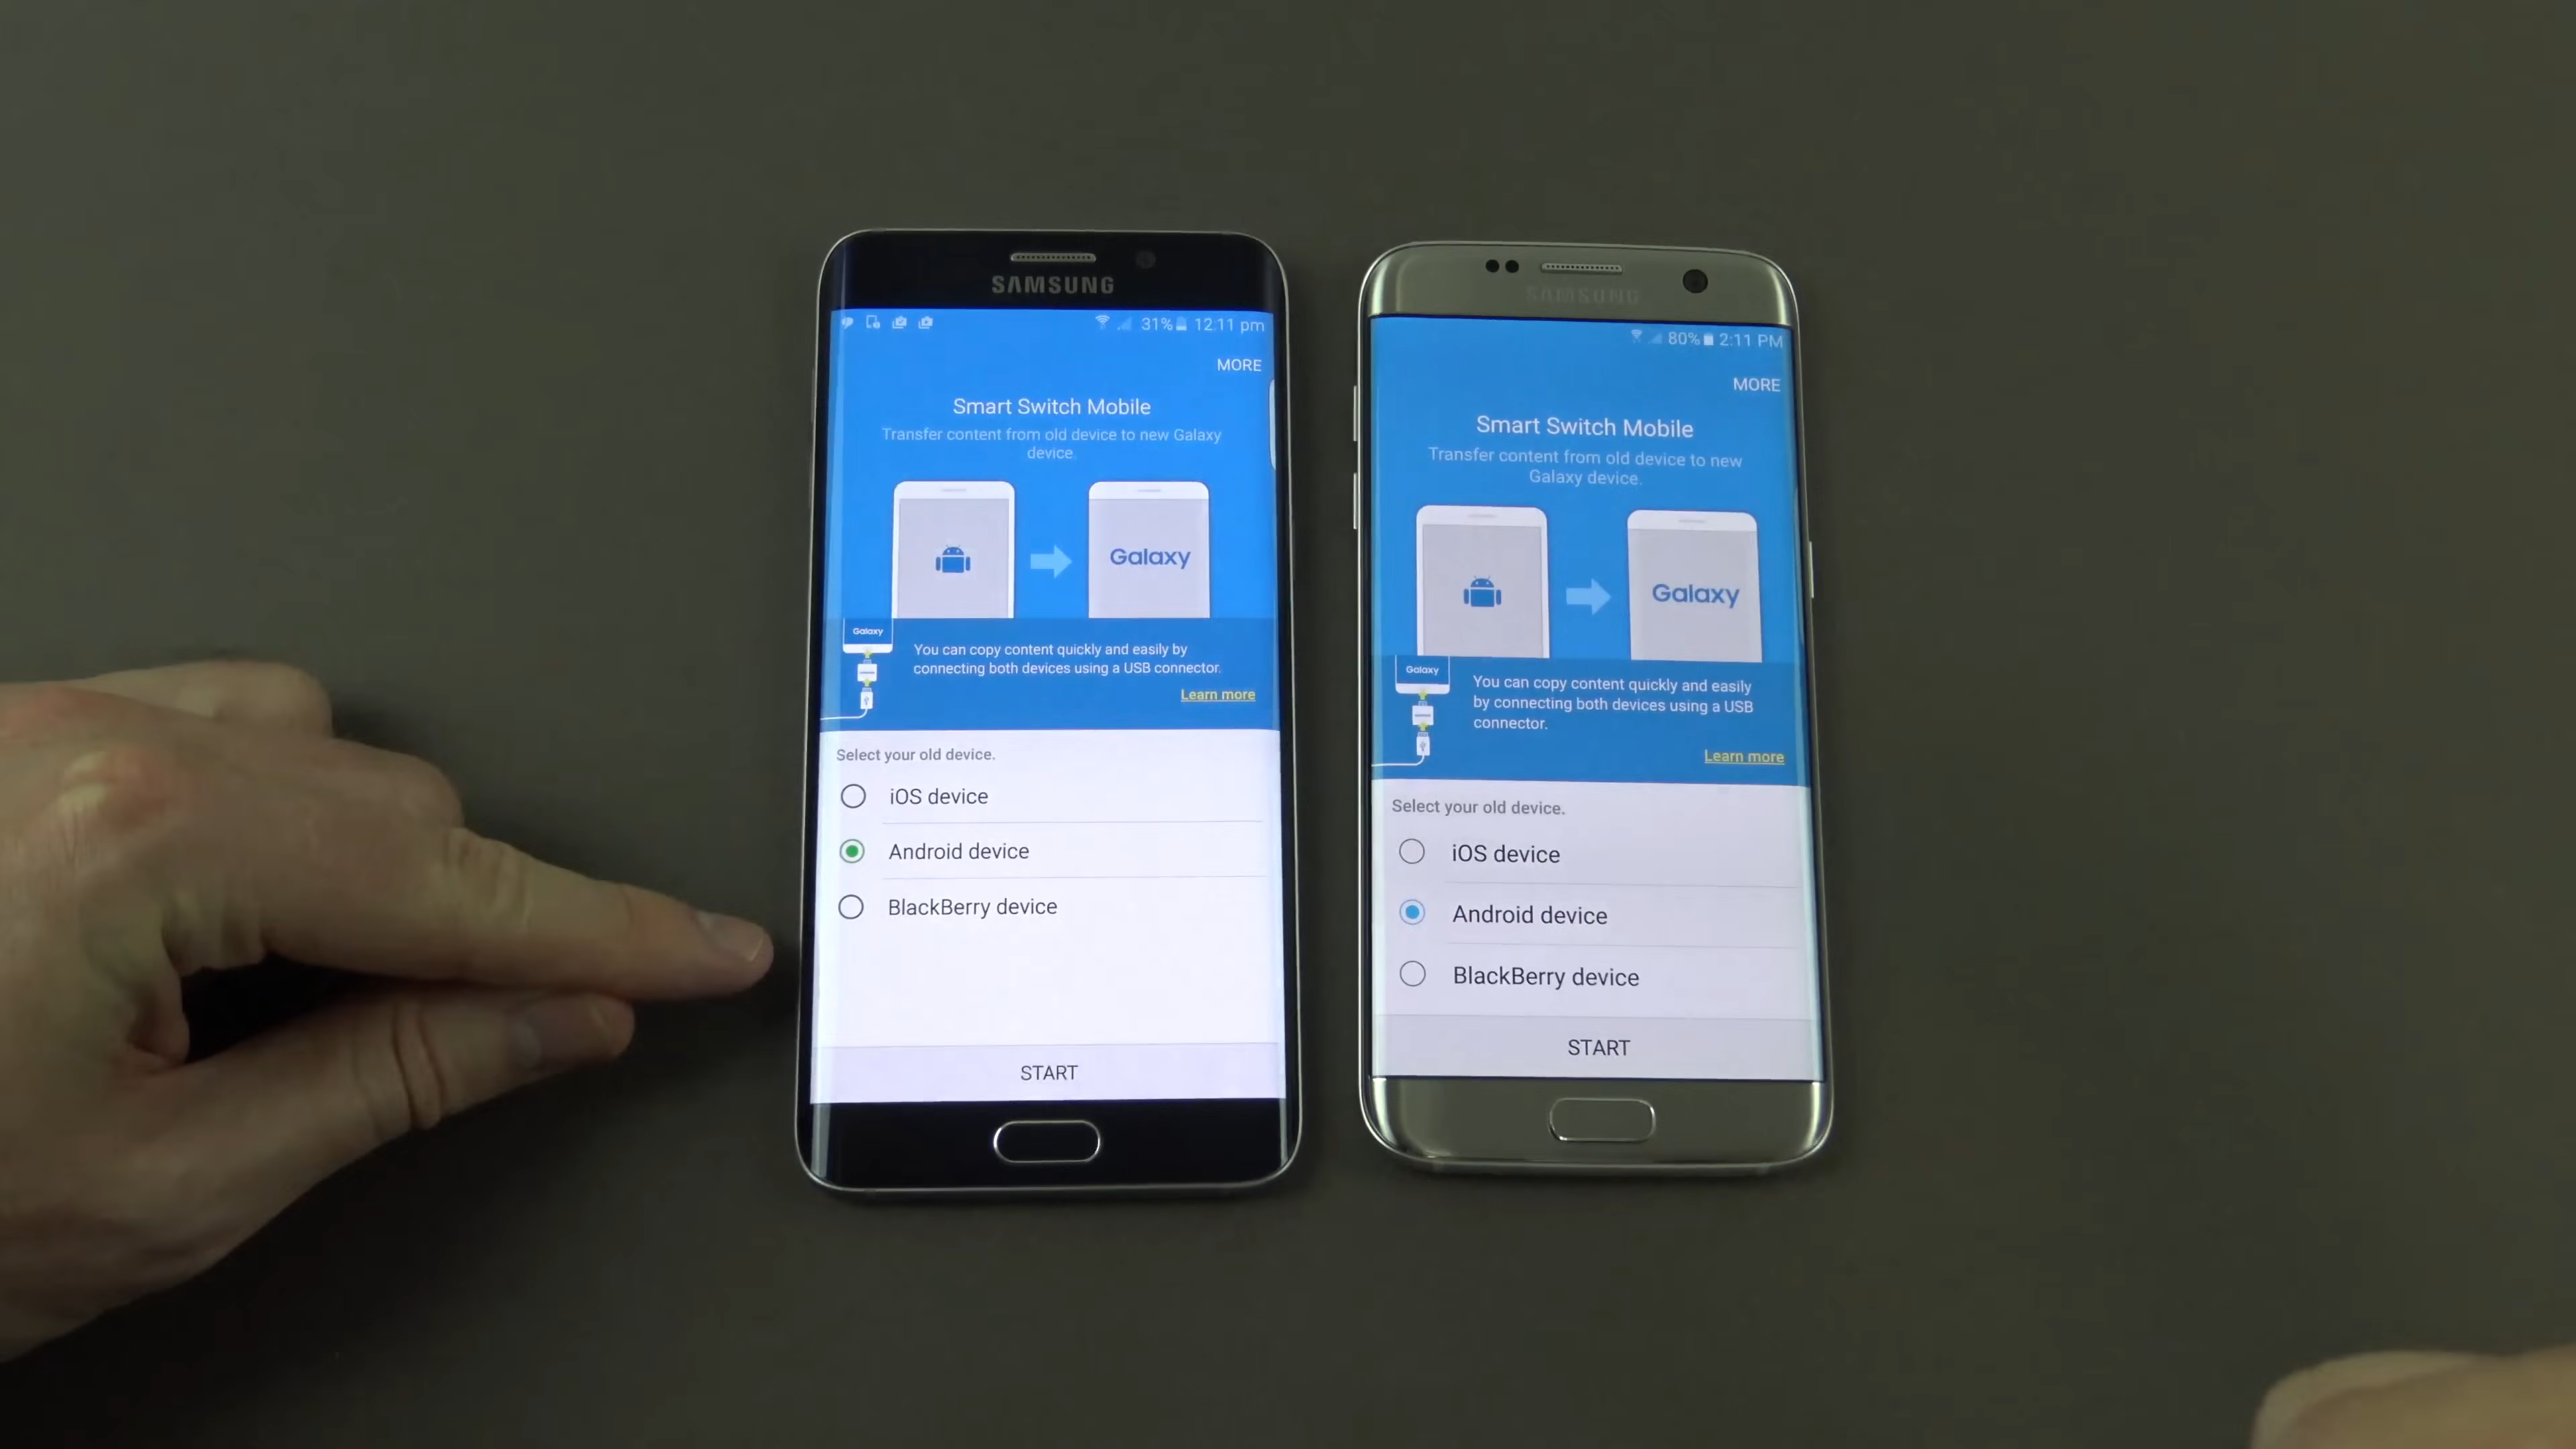 SAMSUNG
31% 12:11 pm
MORE
Smart Switch Mobile
Transfer content from old device to new Galaxy
device.
Galaxy
Galaxy
You can copy content quickly and easily by
connecting both devices using a USB connector.
Learn more
Select your old device.
iOS device
Android device
BlackBerry device
START
SAMSUNG
80% 2:11 PM
MORE
Smart Switch Mobile
Transfer content from old device to new
Galaxy device.
Galaxy
Galaxy
You can copy content quickly and easily
by connecting both devices using a USB
connector.
Learn more
Select your old device.
iOS device
Android device
BlackBerry device
START